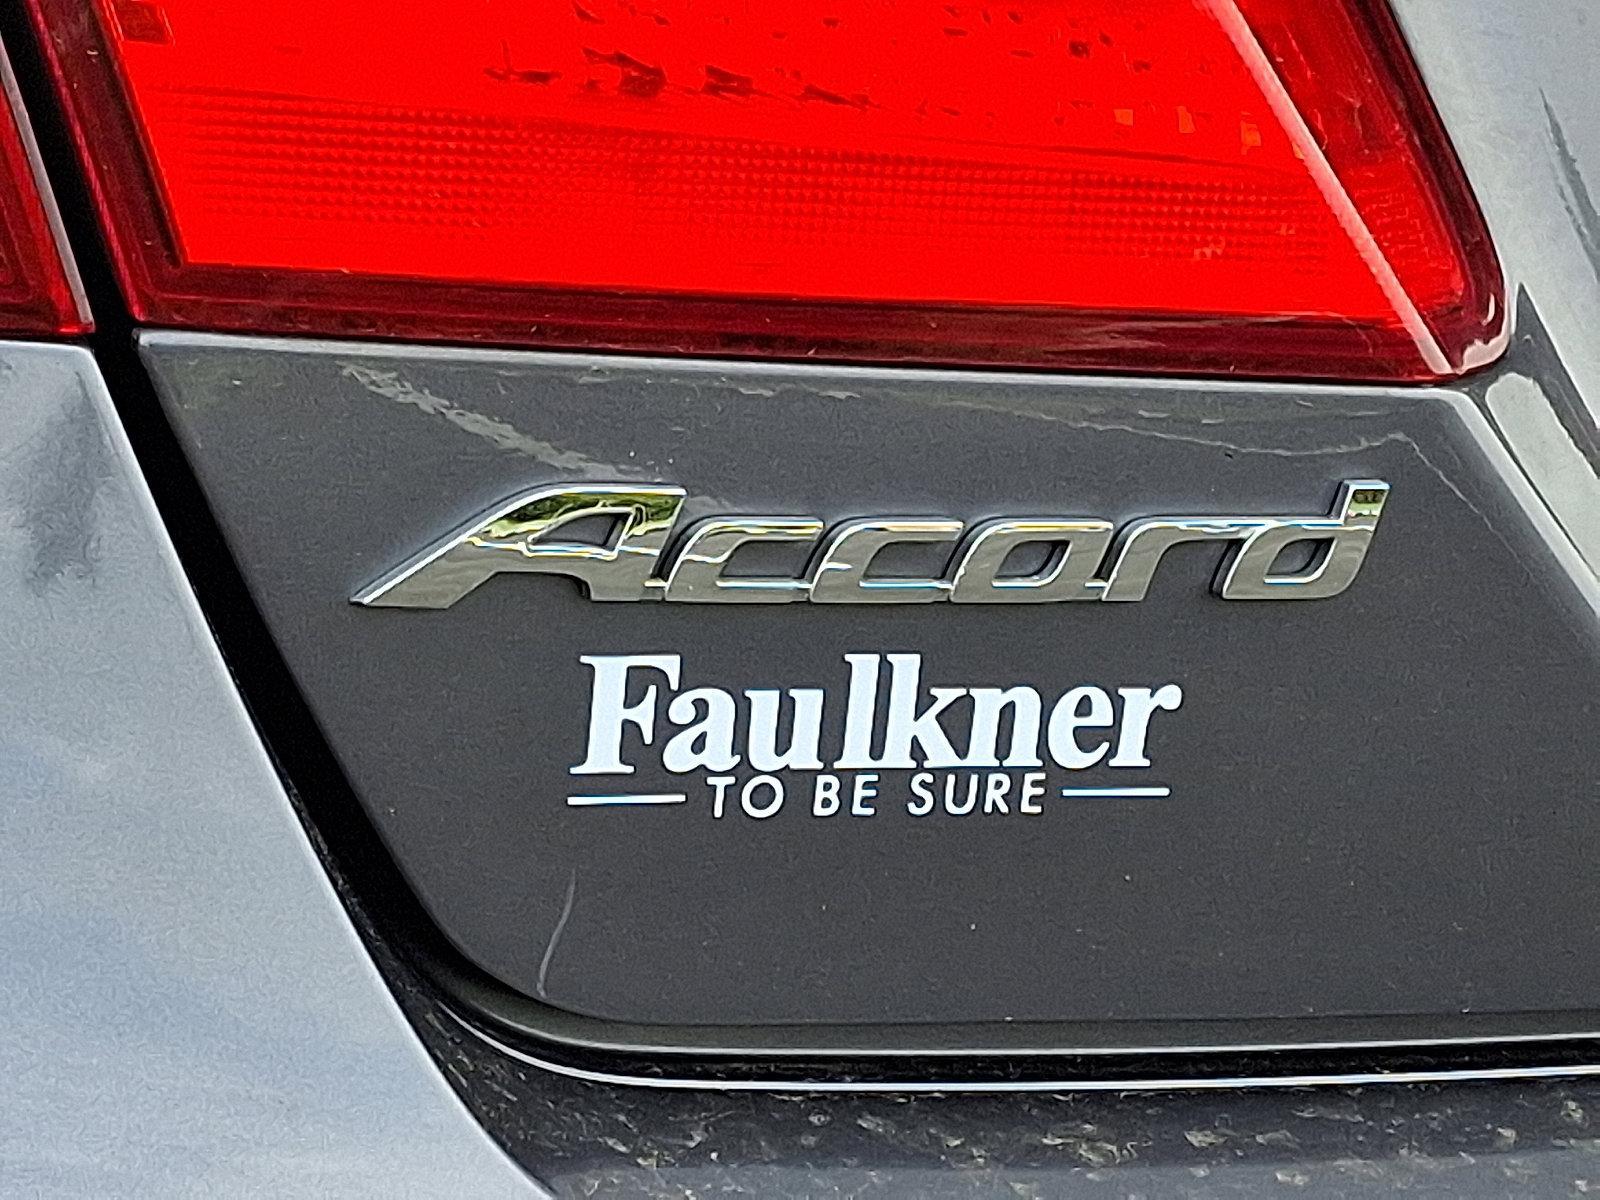 Accord
Faulkner
TO BE SURE